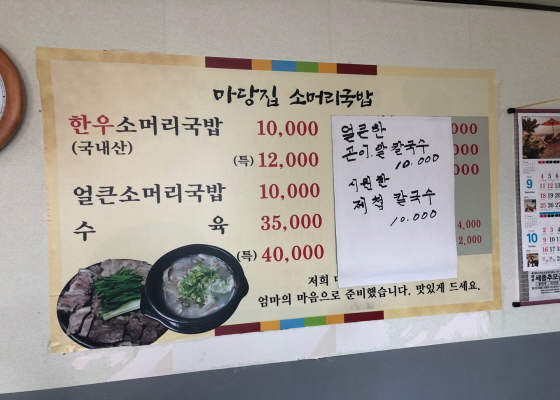 마당집 소머리국밥
한우소머리국밥 10,000
(국내산) (특) 12,000
얼큰소머리국밥 10,000
수 육 35,000
(특) 40,000
얼큰한
곤이.알 칼국수
10.000
시원한
재첩 칼국수
10.000
000
000
000
4,000
2,000
저희
엄마의 마음으로 준비했습니다. 맛있게 드세요.
9
10